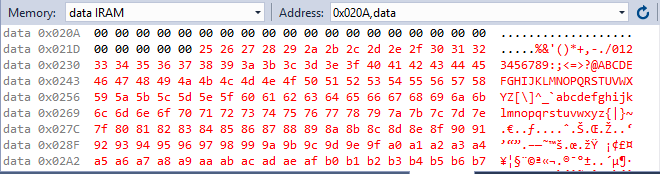 Memory: data IRAM Address: 0x020A,data
data 0x020A 00 00 00 00 00 00 00 00 00 00 00 00 00 00 00 00 00 00 00 ...................
data 0x021D 00 00 00 00 00 25 26 27 28 29 2a 2b 2c 2d 2e 2f 30 31 32 .....%&'()*+,-./012
data 0x0230 33 34 35 36 37 38 39 3a 3b 3c 3d 3e 3f 40 41 42 43 44 45 3456789:;<=>?@ABCDE
data 0x0243 46 47 48 49 4a 4b 4c 4d 4e 4f 50 51 52 53 54 55 56 57 58 FGHIJKLMNOPQRSTUVWX
data 0x0256 59 5a 5b 5c 5d 5e 5f 60 61 62 63 64 65 66 67 68 69 6a 6b YZ[\]^_`abcdefghijk
data 0x0269 6c 6d 6e 6f 70 71 72 73 74 75 76 77 78 79 7a 7b 7c 7d 7e lmnopqrstuvwxyz{|}~
data 0x027C 7f 80 81 82 83 84 85 86 87 88 89 8a 8b 8c 8d 8e 8f 90 91 .€..ƒ....ˆ.Š.Œ.Ž..‘
data 0x028F 92 93 94 95 96 97 98 99 9a 9b 9c 9d 9e 9f a0 a1 a2 a3 a4 ’“”.–—˜™š.œ.žŸ ¡¢£¤
data 0x02A2 a5 a6 a7 a8 a9 aa ab ac ad ae af b0 b1 b2 b3 b4 b5 b6 b7 ¥¦§¨©ª«¬.®¯°±..´µ¶·